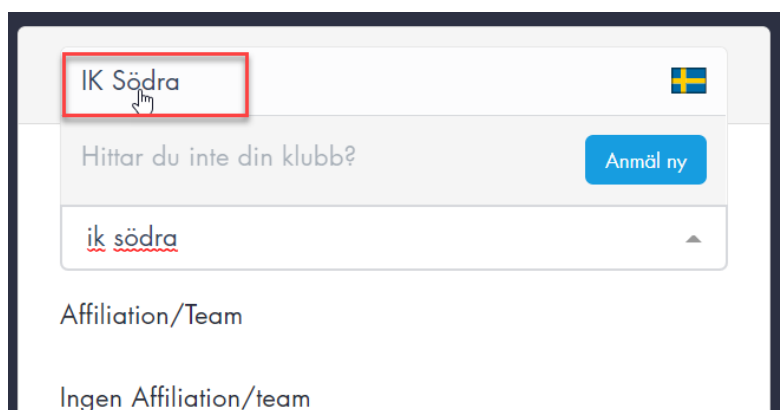 IK Södra
Hittar du inte din klubb?
Anmäl ny
ik södra
Affiliation/Team
Ingen Affiliation/team